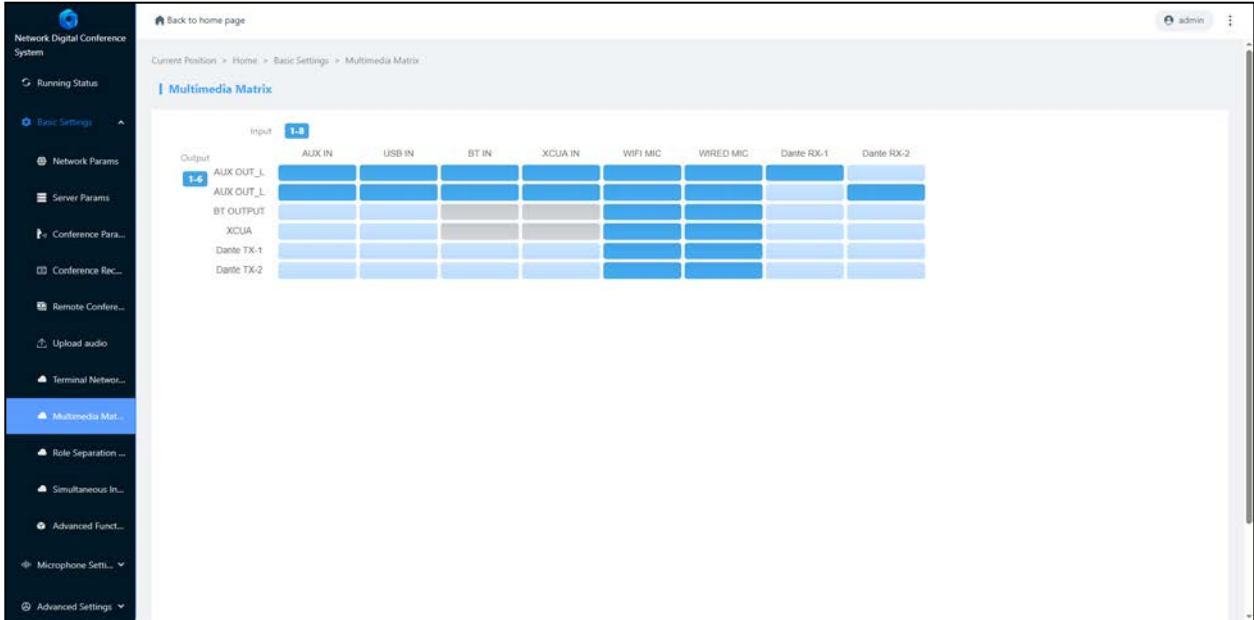 Network Digital Conference
System
Running Status
Basic Settings
Network Params
Server Params
Conference Para...
Conference Rec...
Remote Confere...
Upload audio
Terminal Networ...
Multimedia Mat...
Role Separation ...
Simultaneous In...
Advanced Funct...
Microphone Setti...
Advanced Settings
Back to home page
admin
Current Position > Home > Basic Settings > Multimedia Matrix
Multimedia Matrix
Input 1-8
Output AUX IN USB IN BT IN XCUA IN WIFI MIC WIRED MIC Dante RX-1 Dante RX-2
1-6
AUX OUT_L
AUX OUT_L
BT OUTPUT
XCUA
Dante TX-1
Dante TX-2